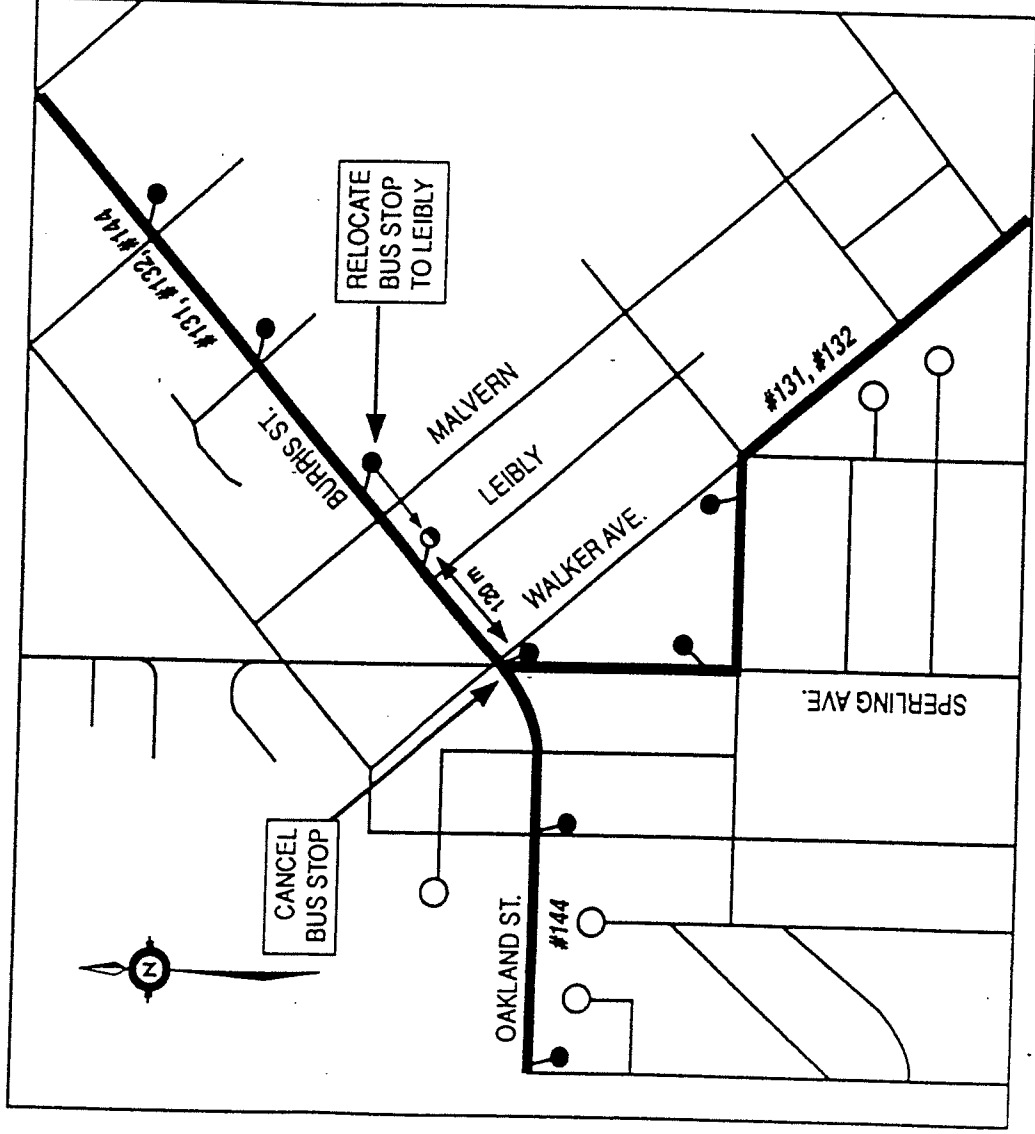 #131, #132, #144
RELOCATE
BUS STOP
TO LEIBLY
BURRIS ST.
MALVERN
LEIBLY
#131, #132
120 m
WALKER AVE.
SPERLING AVE.
CANCEL
BUS STOP
N
OAKLAND ST.
#144